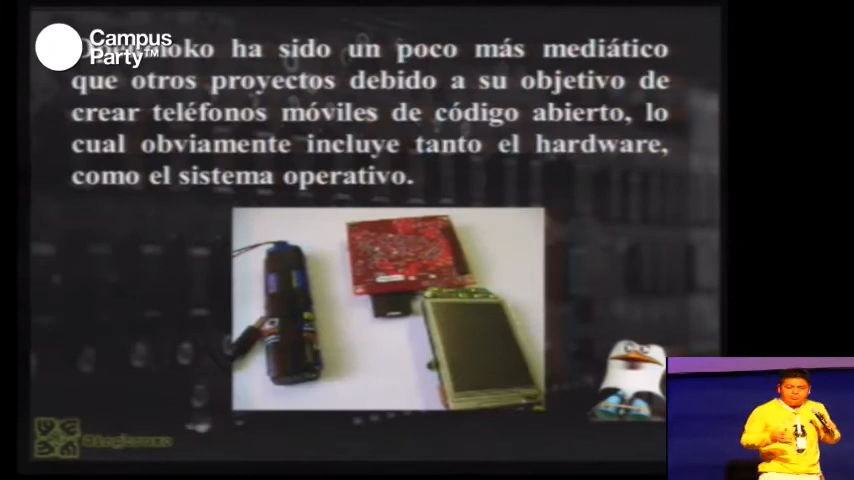 Campus
Party™
ha sido un poco más mediático
que otros proyectos debido a su objetivo de
crear teléfonos móviles de código abierto, lo
cual obviamente incluye tanto el hardware,
como el sistema operativo.